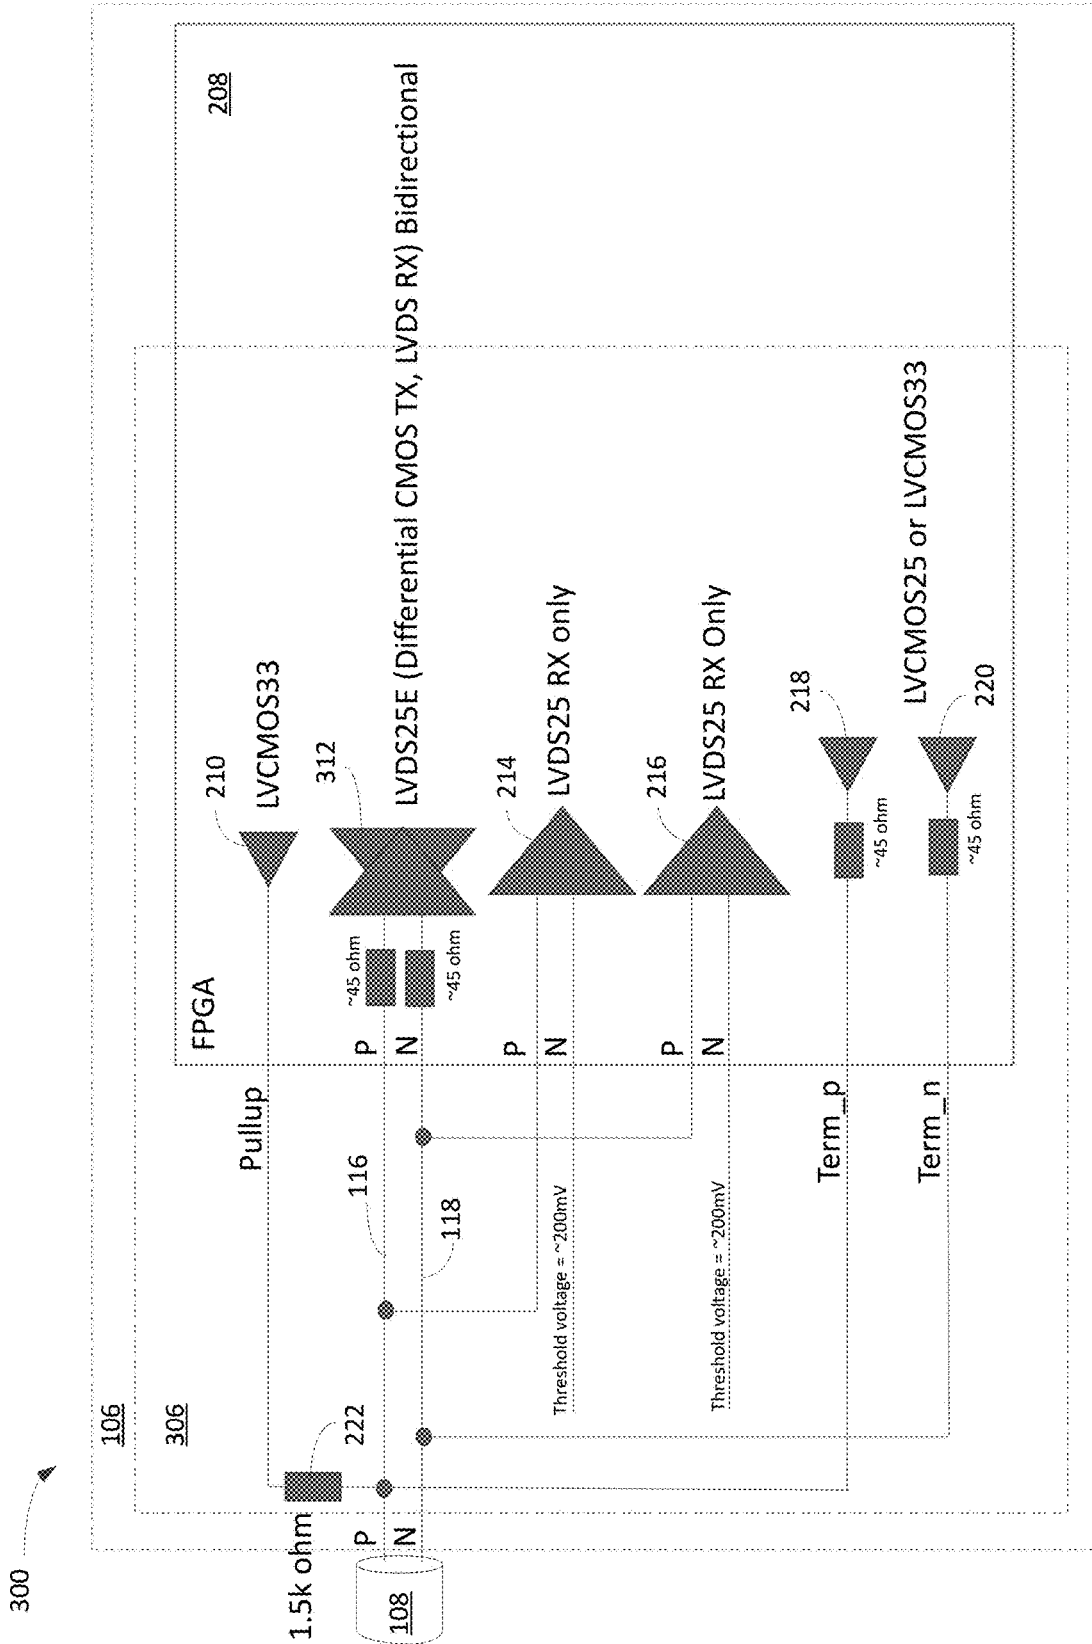 300
106
306
208
FPGA
1.5k ohm
222
Pullup
210
LVCMOS33
108
P
N
116
118
P
N
~45 ohm
~45 ohm
312
LVDS25E (Differential CMOS TX, LVDS RX) Bidirectional
Threshold voltage = ~200mV
P
N
214
LVDS25 RX only
Threshold voltage = ~200mV
P
N
216
LVDS25 RX Only
Term_p
~45 ohm
218
Term_n
~45 ohm
220
LVCMOS25 or LVCMOS33